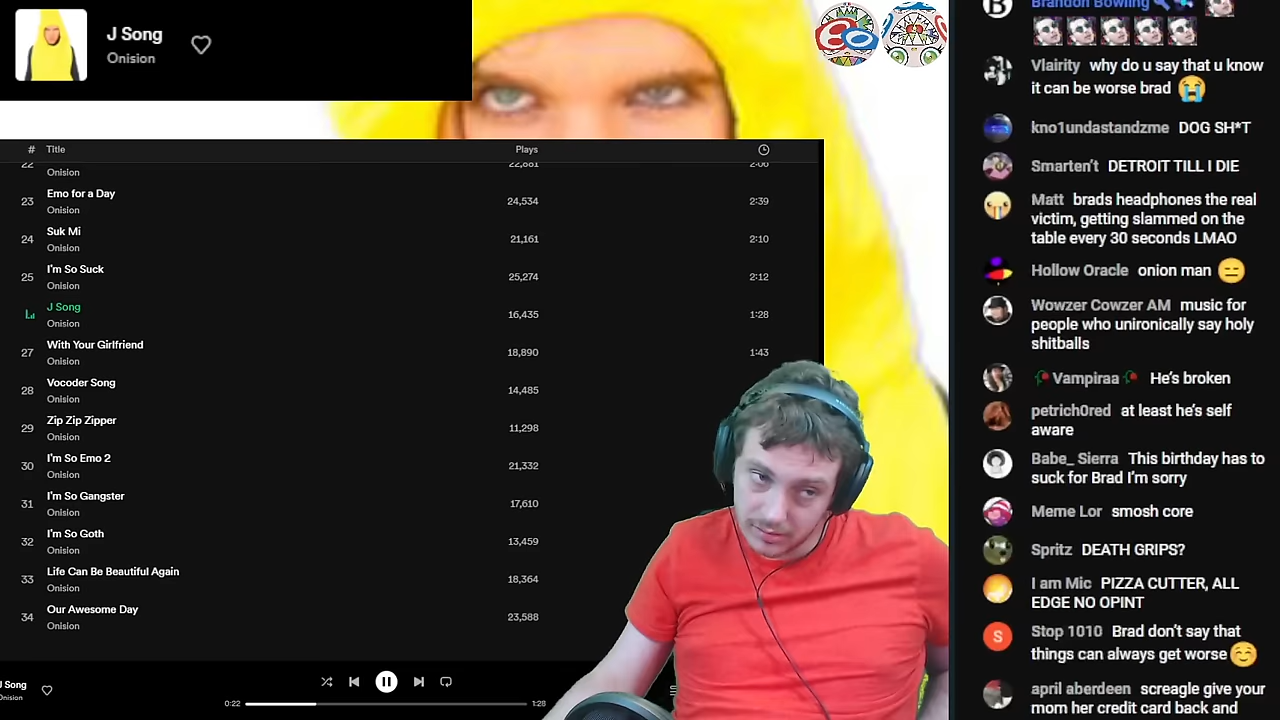 J Song
Onision
# Title Plays
22 22,881 2:06
Onision
23 Emo for a Day 24,534 2:39
Onision
24 Suk Mi 21,161 2:10
Onision
25 I'm So Suck 25,274 2:12
Onision
J Song 16,435 1:28
Onision
27 With Your Girlfriend 18,890 1:43
Onision
28 Vocoder Song 14,485
Onision
29 Zip Zip Zipper 11,298
Onision
30 I'm So Emo 2 21,332
Onision
31 I'm So Gangster 17,610
Onision
32 I'm So Goth 13,459
Onision
33 Life Can Be Beautiful Again 18,364
Onision
34 Our Awesome Day 23,588
Onision
J Song
Onision
0:22 1:28
B
Brandon Bowling
Vlairity why do u say that u know
it can be worse brad
kno1undastandzme DOG SH*T
Smarten't DETROIT TILL I DIE
Matt brads headphones the real
victim, getting slammed on the
table every 30 seconds LMAO
Hollow Oracle onion man
Wowzer Cowzer AM music for
people who unironically say holy
shitballs
Vampiraa He's broken
petrich0red at least he's self
aware
Babe_ Sierra This birthday has to
suck for Brad I'm sorry
Meme Lor smosh core
Spritz DEATH GRIPS?
I am Mic PIZZA CUTTER, ALL
EDGE NO OPINT
S
Stop 1010 Brad don't say that
things can always get worse
april aberdeen screagle give your
mom her credit card back and